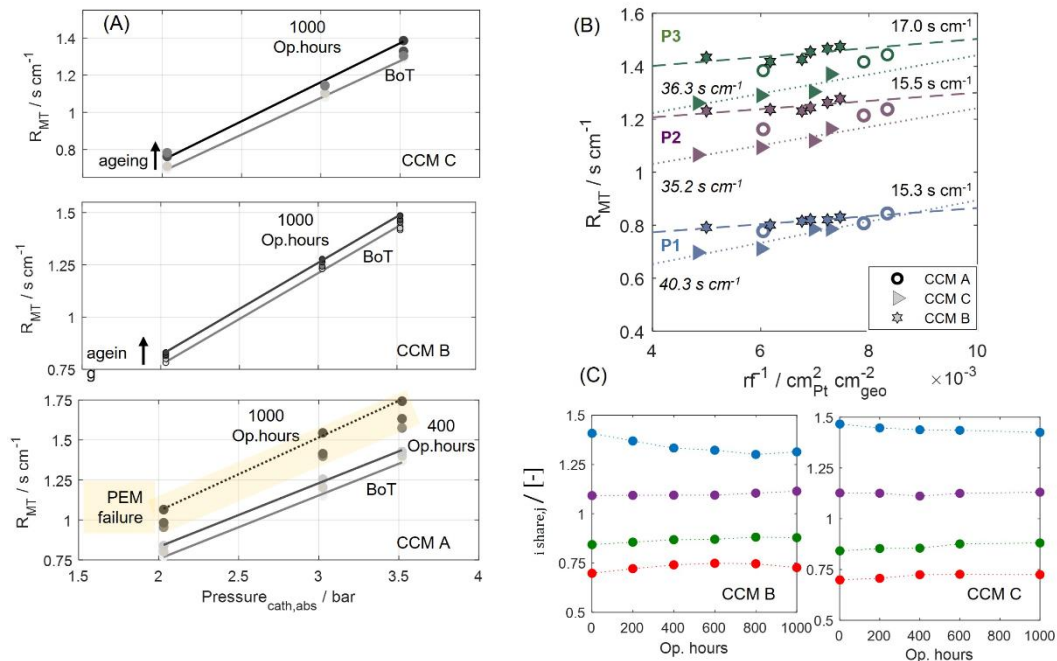 (A)
R_MT / s cm^-1
1.4
1.2
1
0.8
0.6
1000
Op.hours
BoT
ageing
CCM C
R_MT / s cm^-1
1.5
1.25
1
0.75
1000
Op.hours
BoT
agein
g
CCM B
R_MT / s cm^-1
1.75
1.5
1.25
1
0.75
1000
Op.hours
400
Op.hours
BoT
PEM
failure
CCM A
1.5
2
2.5
3
3.5
4
Pressure_cath,abs / bar
(B)
R_MT / s cm^-1
1.6
1.4
1.2
1
0.8
0.6
0.4
P3
17.0 s cm^-1
36.3 s cm^-1
15.5 s cm^-1
P2
35.2 s cm^-1
15.3 s cm^-1
P1
40.3 s cm^-1
CCM A
CCM C
CCM B
4
6
8
10
rf^-1 / cm^2_Pt cm^-2_geo
×10^-3
(C)
i share,j / [-]
1.5
1.25
1
0.75
0.5
CCM B
0 200 400 600 800 1000
Op. hours
1.5
1.25
1
0.75
0.5
CCM C
0 200 400 600 800 1000
Op. hours